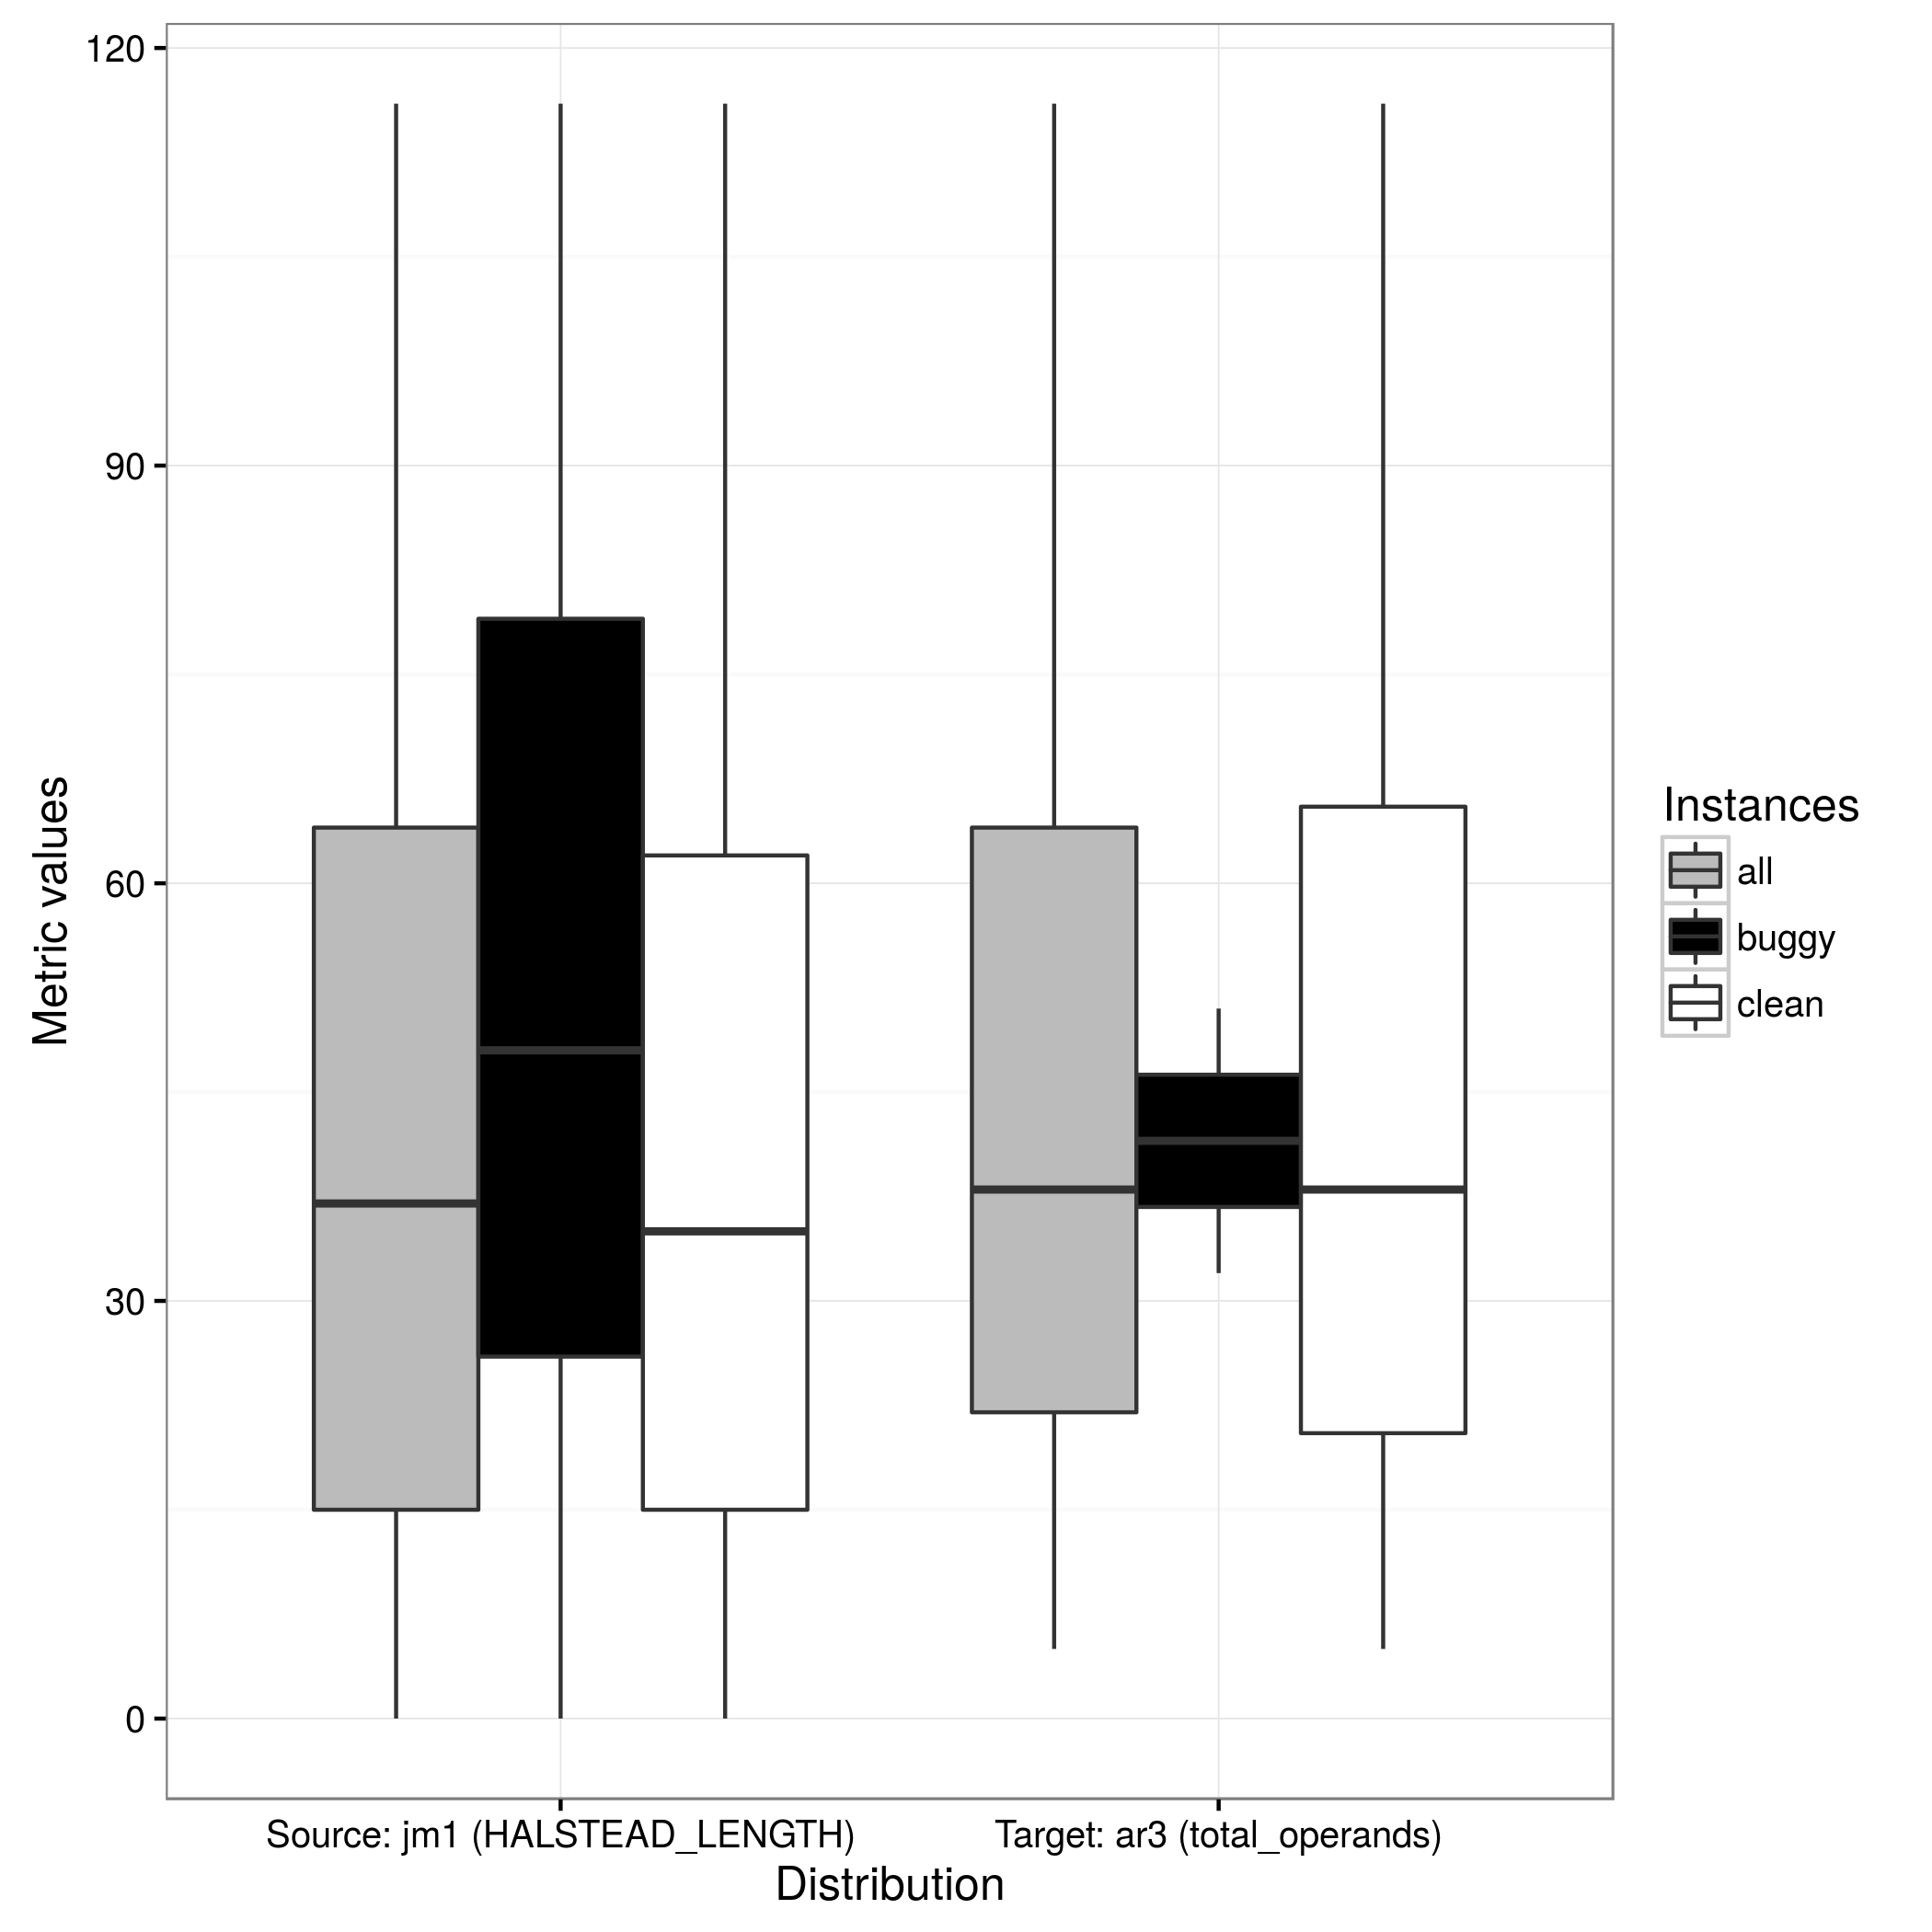 120
90
60
30
0
Metric values
Source: jm1 (HALSTEAD_LENGTH)
Target: ar3 (total_operands)
Distribution
Instances
all
buggy
clean